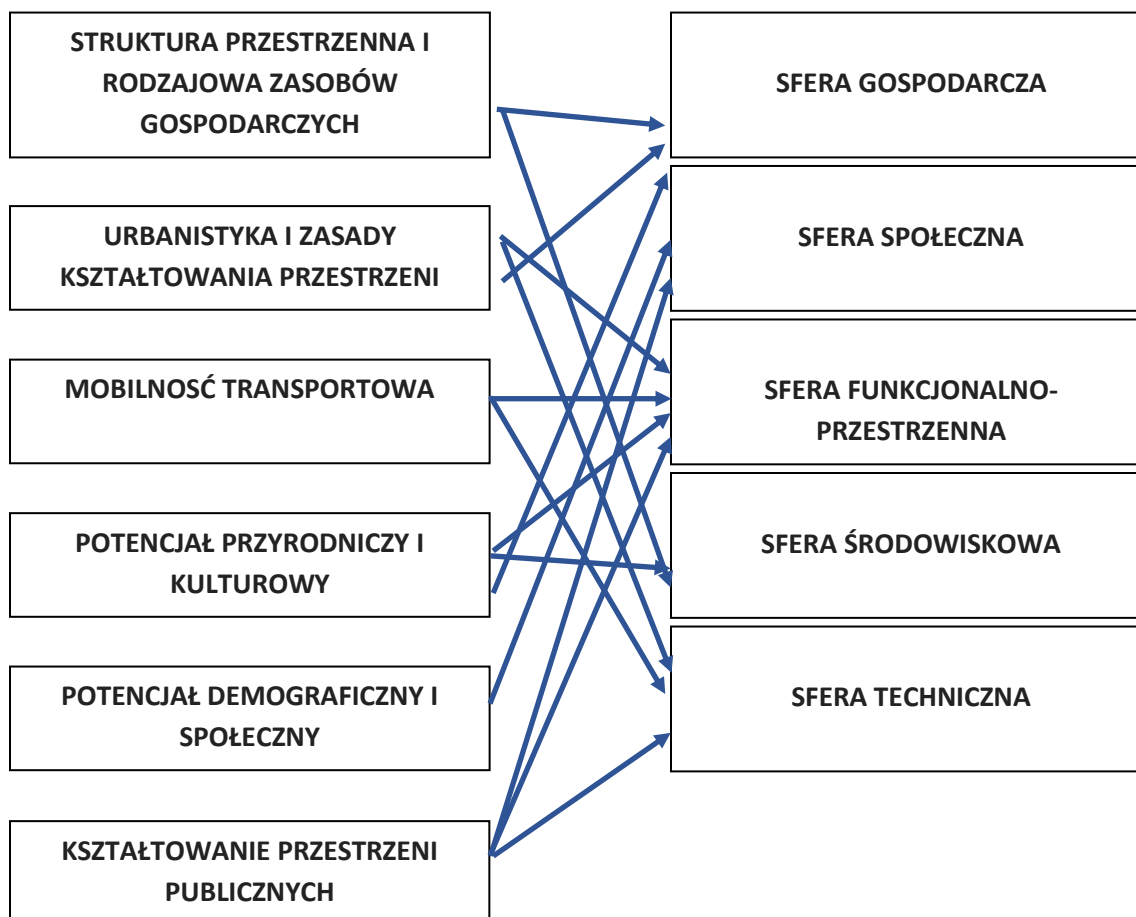 STRUKTURA PRZESTRZENNA I
RODZAJOWA ZASOBÓW
GOSPODARCZYCH
URBANISTYKA I ZASADY
KSZTAŁTOWANIA PRZESTRZENI
MOBILNOSĆ TRANSPORTOWA
POTENCJAŁ PRZYRODNICZY I
KULTUROWY
POTENCJAŁ DEMOGRAFICZNY I
SPOŁECZNY
KSZTAŁTOWANIE PRZESTRZENI
PUBLICZNYCH
SFERA GOSPODARCZA
SFERA SPOŁECZNA
SFERA FUNKCJONALNO-
PRZESTRZENNA
SFERA ŚRODOWISKOWA
SFERA TECHNICZNA